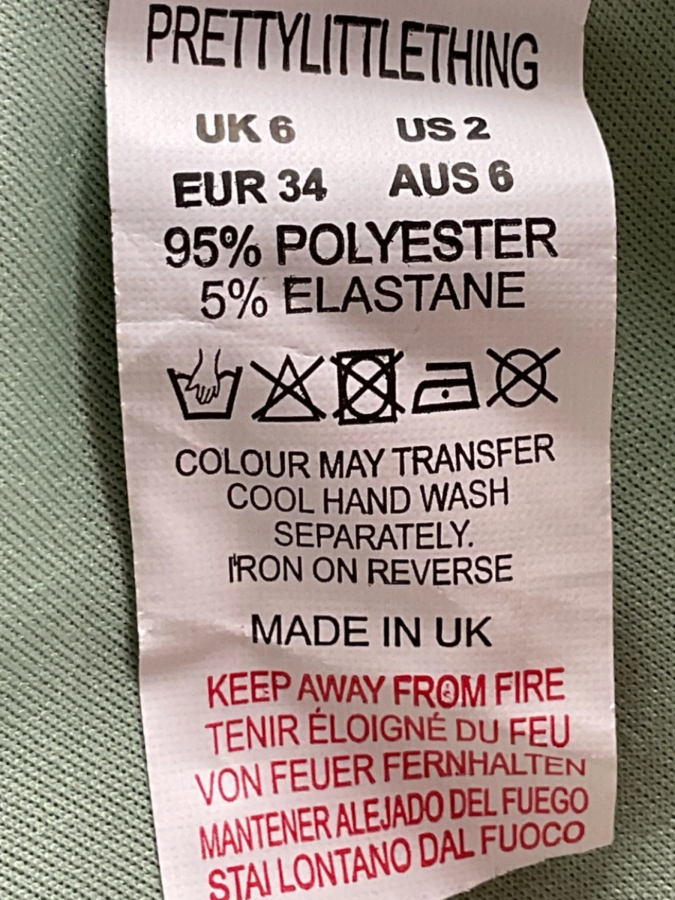 PRETTYLITTLETHING
UK 6 US 2
EUR 34 AUS 6
95% POLYESTER
5% ELASTANE
COLOUR MAY TRANSFER
COOL HAND WASH
SEPARATELY.
IRON ON REVERSE
MADE IN UK
KEEP AWAY FROM FIRE
TENIR ÉLOIGNÉ DU FEU
VON FEUER FERNHALTEN
MANTENER ALEJADO DEL FUEGO
STAI LONTANO DAL FUOCO